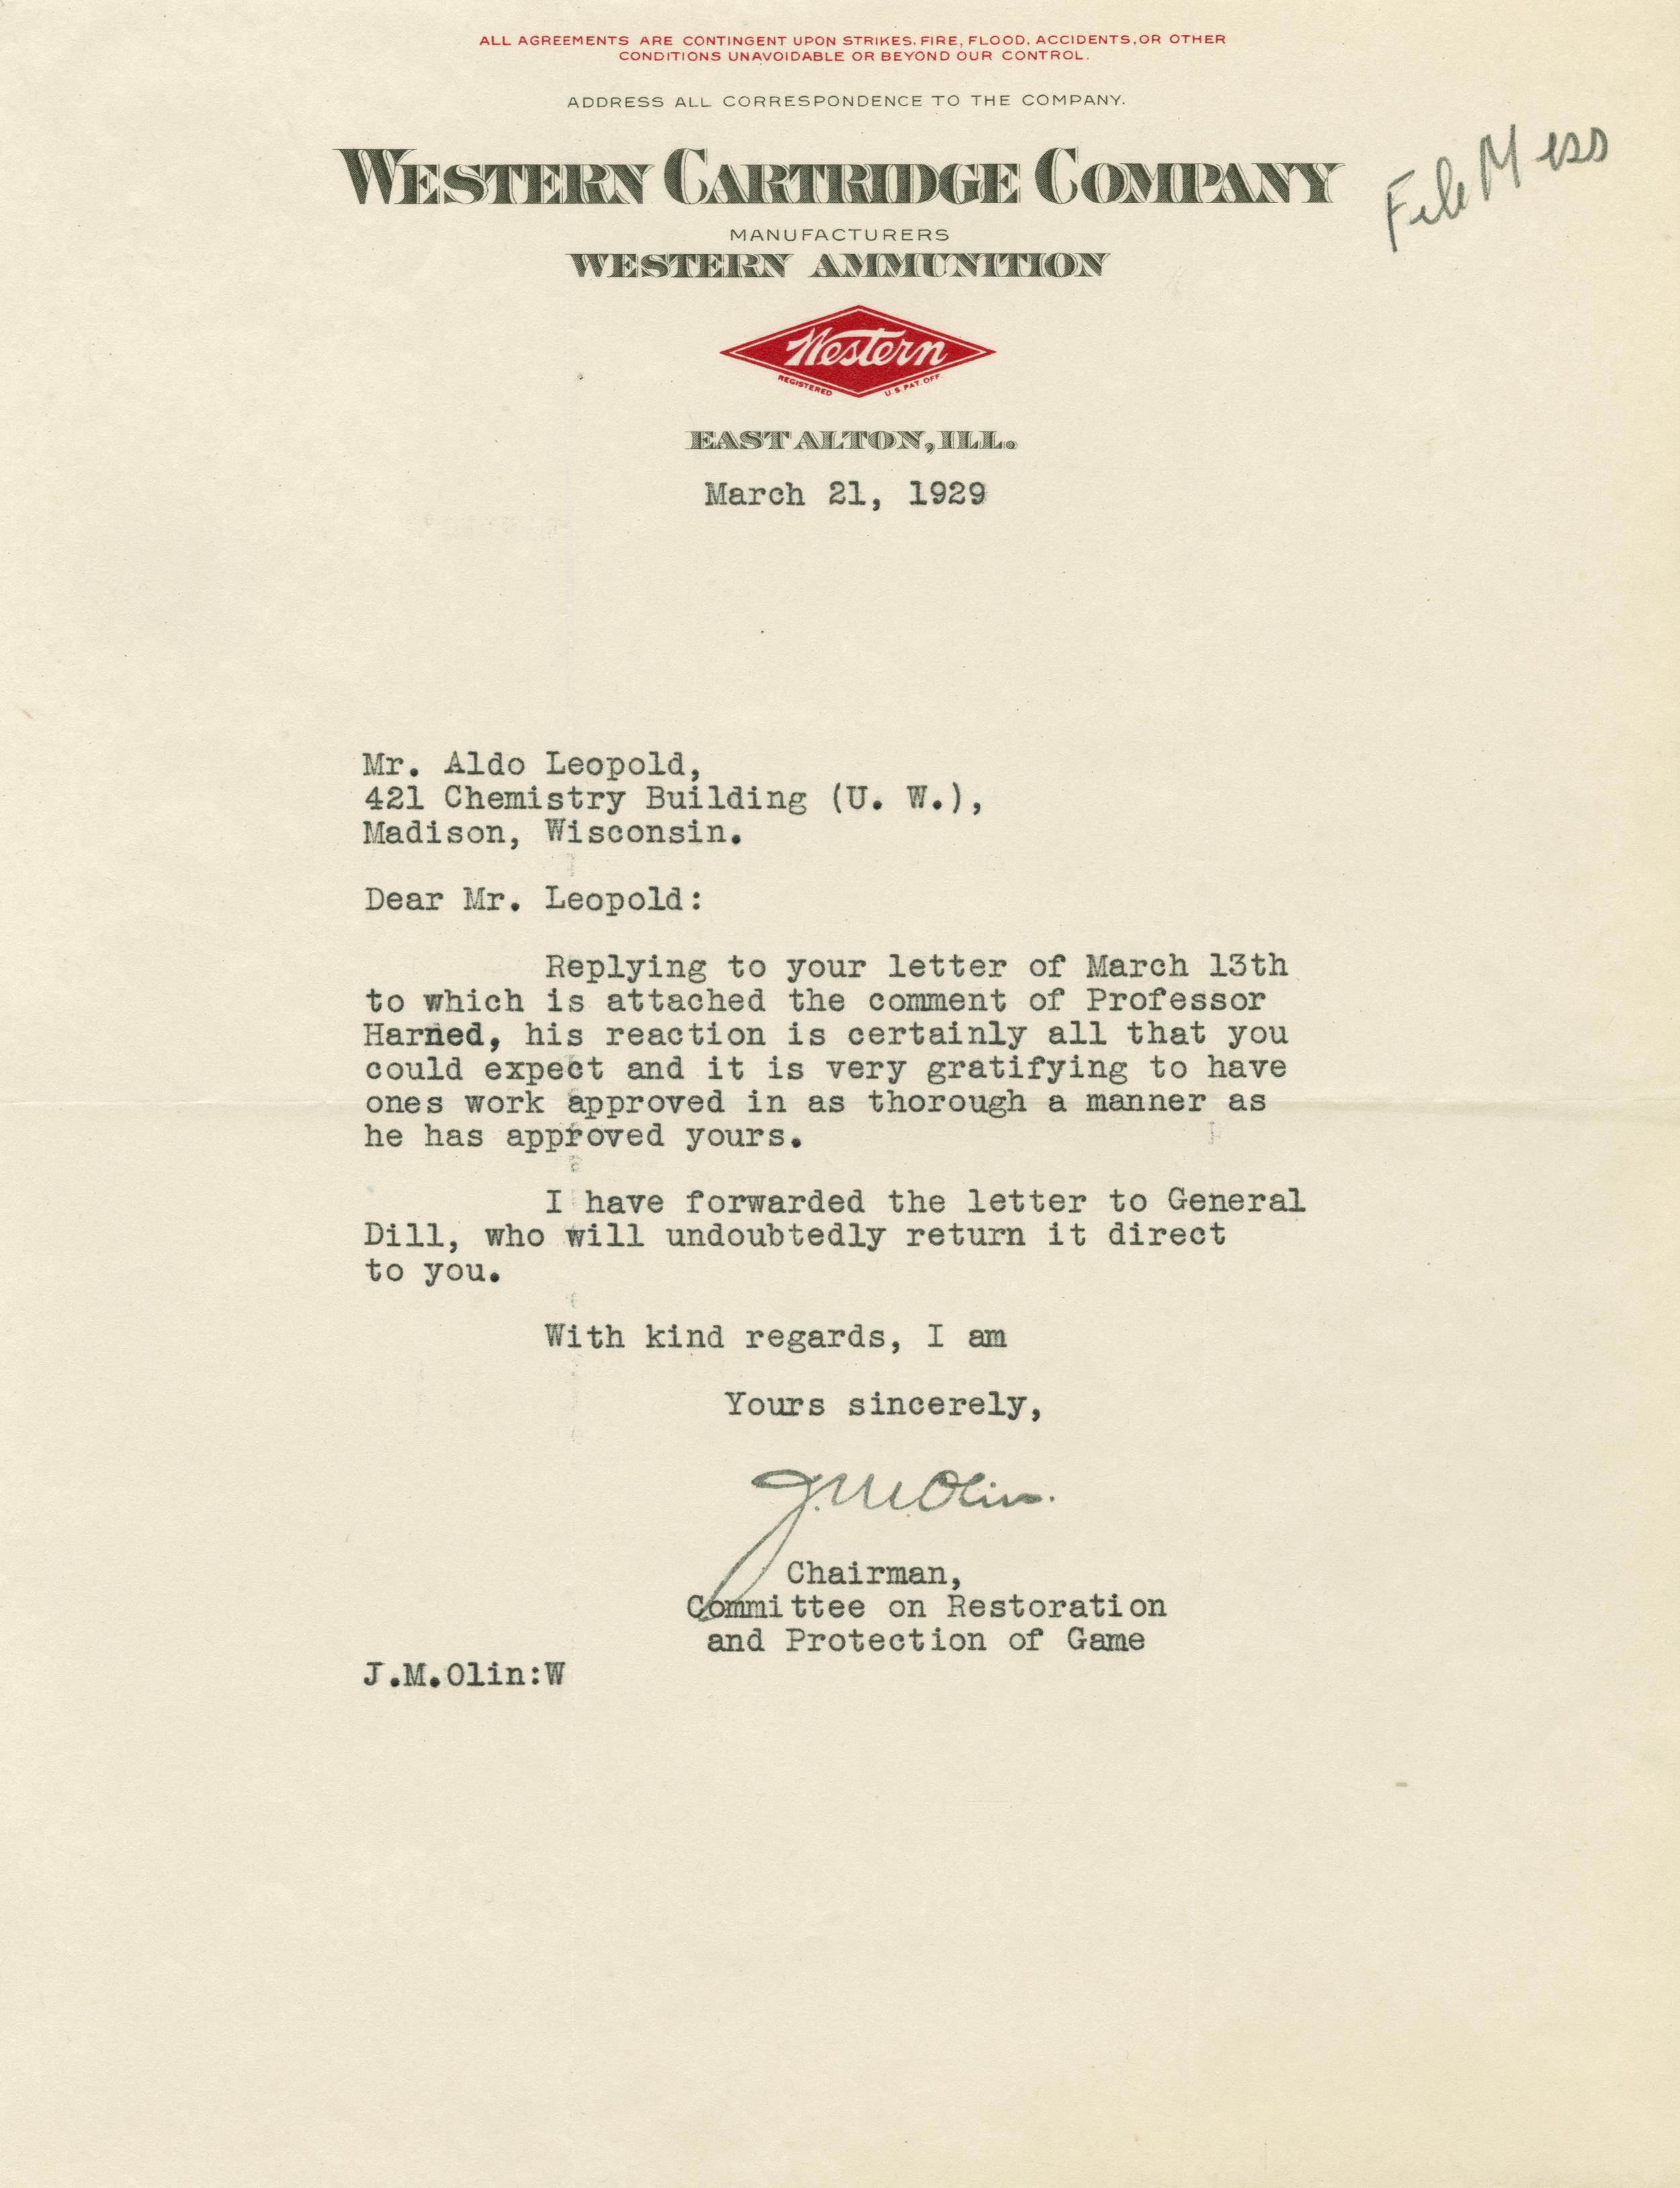 ALL AGREEMENTS ARE CONTINGENT UPON STRIKES, FIRE, FLOOD, ACCIDENTS, OR OTHER
CONDITIONS UNAVOIDABLE OR BEYOND OUR CONTROL.
ADDRESS ALL CORRESPONDENCE TO THE COMPANY.
WESTERN CARTRIDGE COMPANY
File Mess
MANUFACTURERS
WESTERN AMMUNITION
Western
REGISTERED U.S. PAT. OFF.
EAST ALTON, ILL.
March 21, 1929
Mr. Aldo Leopold,
421 Chemistry Building (U. W.),
Madison, Wisconsin.
Dear Mr. Leopold:
Replying to your letter of March 13th
to which is attached the comment of Professor
Harned, his reaction is certainly all that you
could expect and it is very gratifying to have
ones work approved in as thorough a manner as
he has approved yours.
I have forwarded the letter to General
Dill, who will undoubtedly return it direct
to you.
With kind regards, I am
Yours sincerely,
J.M. Olin.
Chairman,
Committee on Restoration
and Protection of Game
J.M.Olin:W